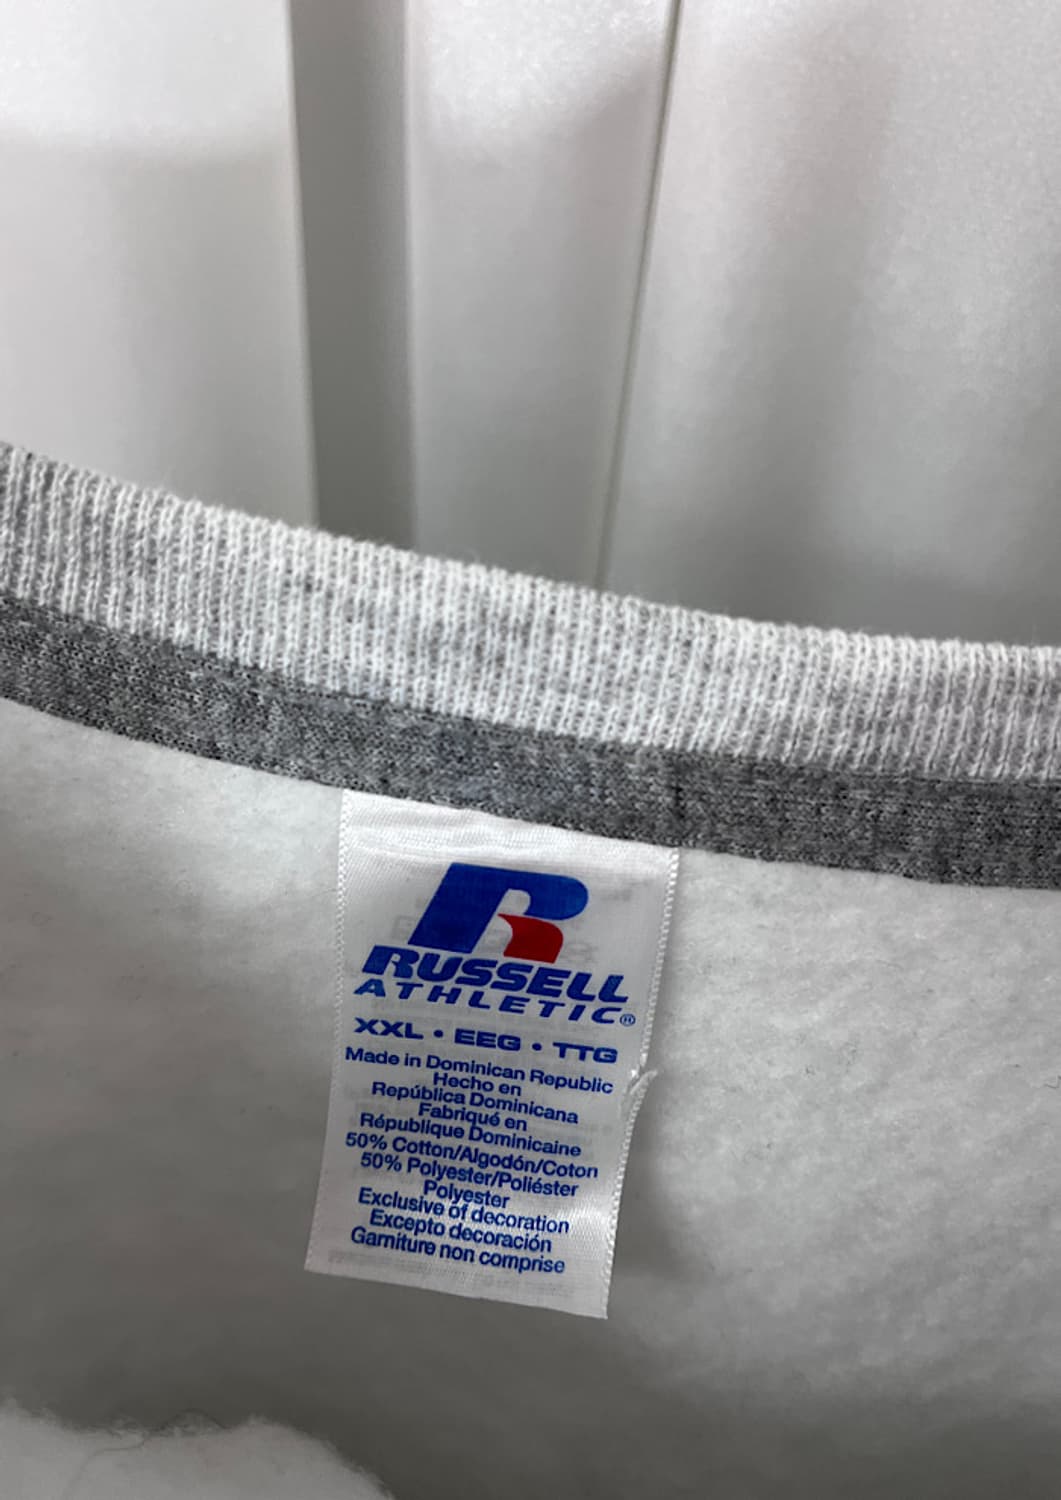 R
RUSSELL
ATHLETIC®
XXL • EEG • TTG
Made in Dominican Republic
Hecho en
República Dominicana
Fabriqué en
République Dominicaine
50% Cotton/Algodón/Coton
50% Polyester/Poliéster
Polyester
Exclusive of decoration
Excepto decoración
Garniture non comprise